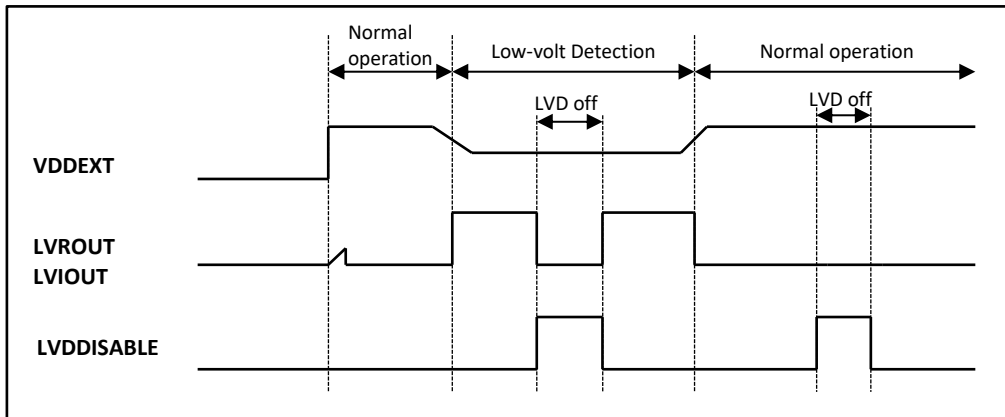 Normal
operation
Low-volt Detection
Normal operation
LVD off
LVD off
VDDEXT
LVROUT
LVIOUT
LVDDISABLE